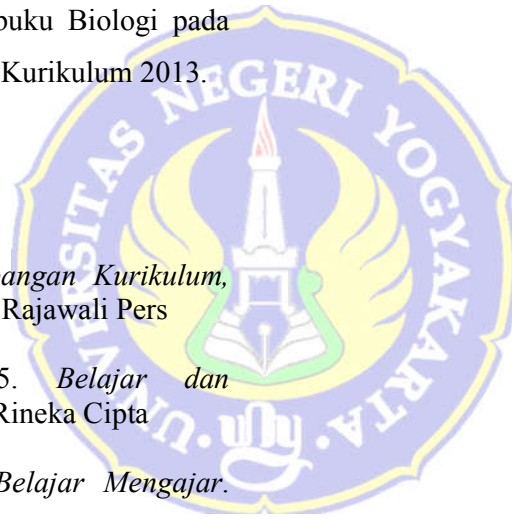 buku Biologi pada
Kurikulum 2013.
angan Kurikulum,
Rajawali Pers
5. Belajar dan
Rineka Cipta
Belajar Mengajar.
UNIVERSITAS NEGERI YOGYAKARTA
uny